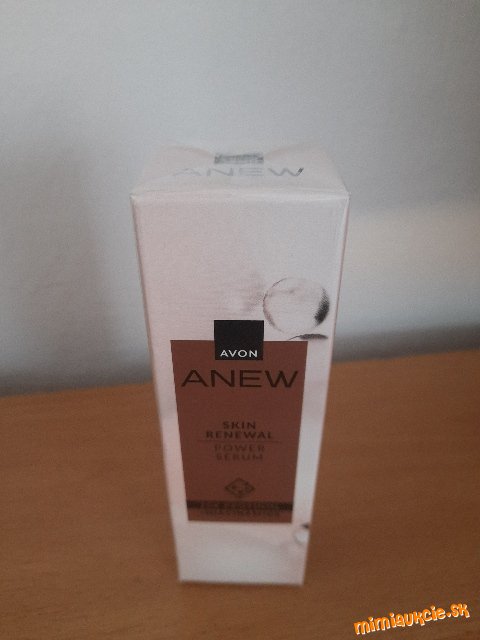 ANEW
AVON
ANEW
SKIN
RENEWAL
POWER
SERUM
mimiaukcie.sk